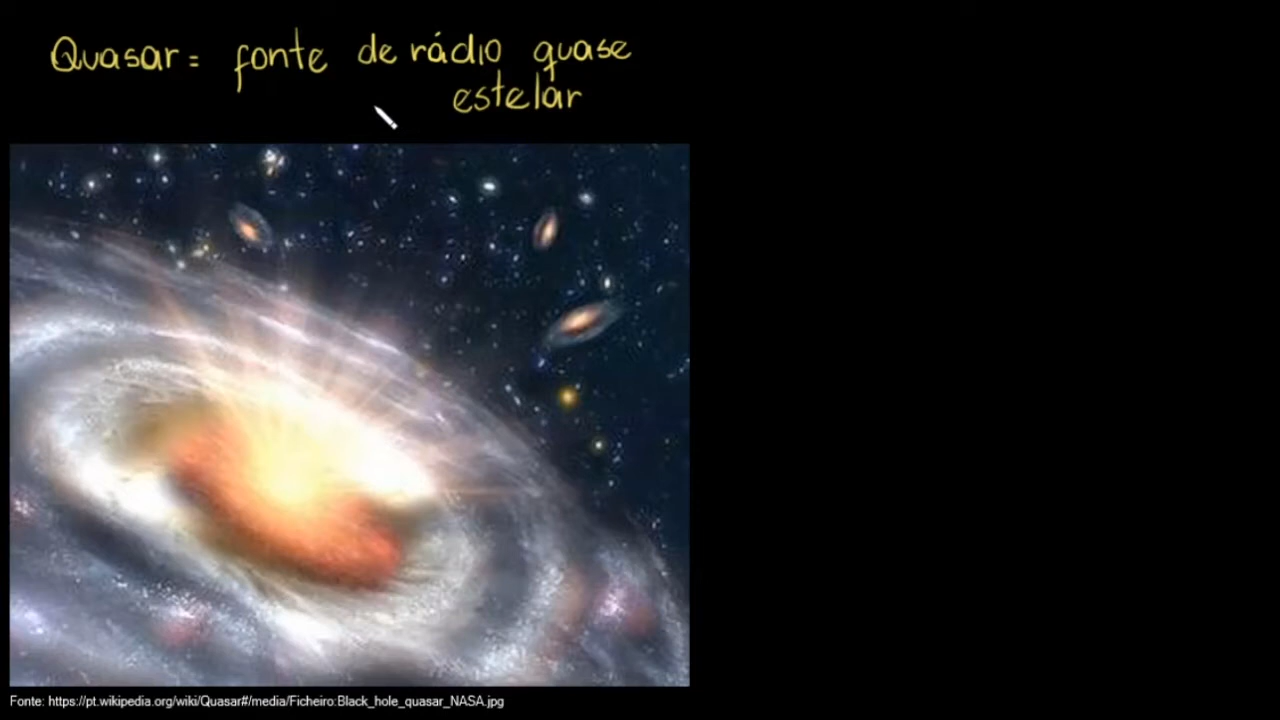 Quasar = fonte de rádio quase
estelar
Fonte: https://pt.wikipedia.org/wiki/Quasar#/media/Ficheiro:Black_hole_quasar_NASA.jpg